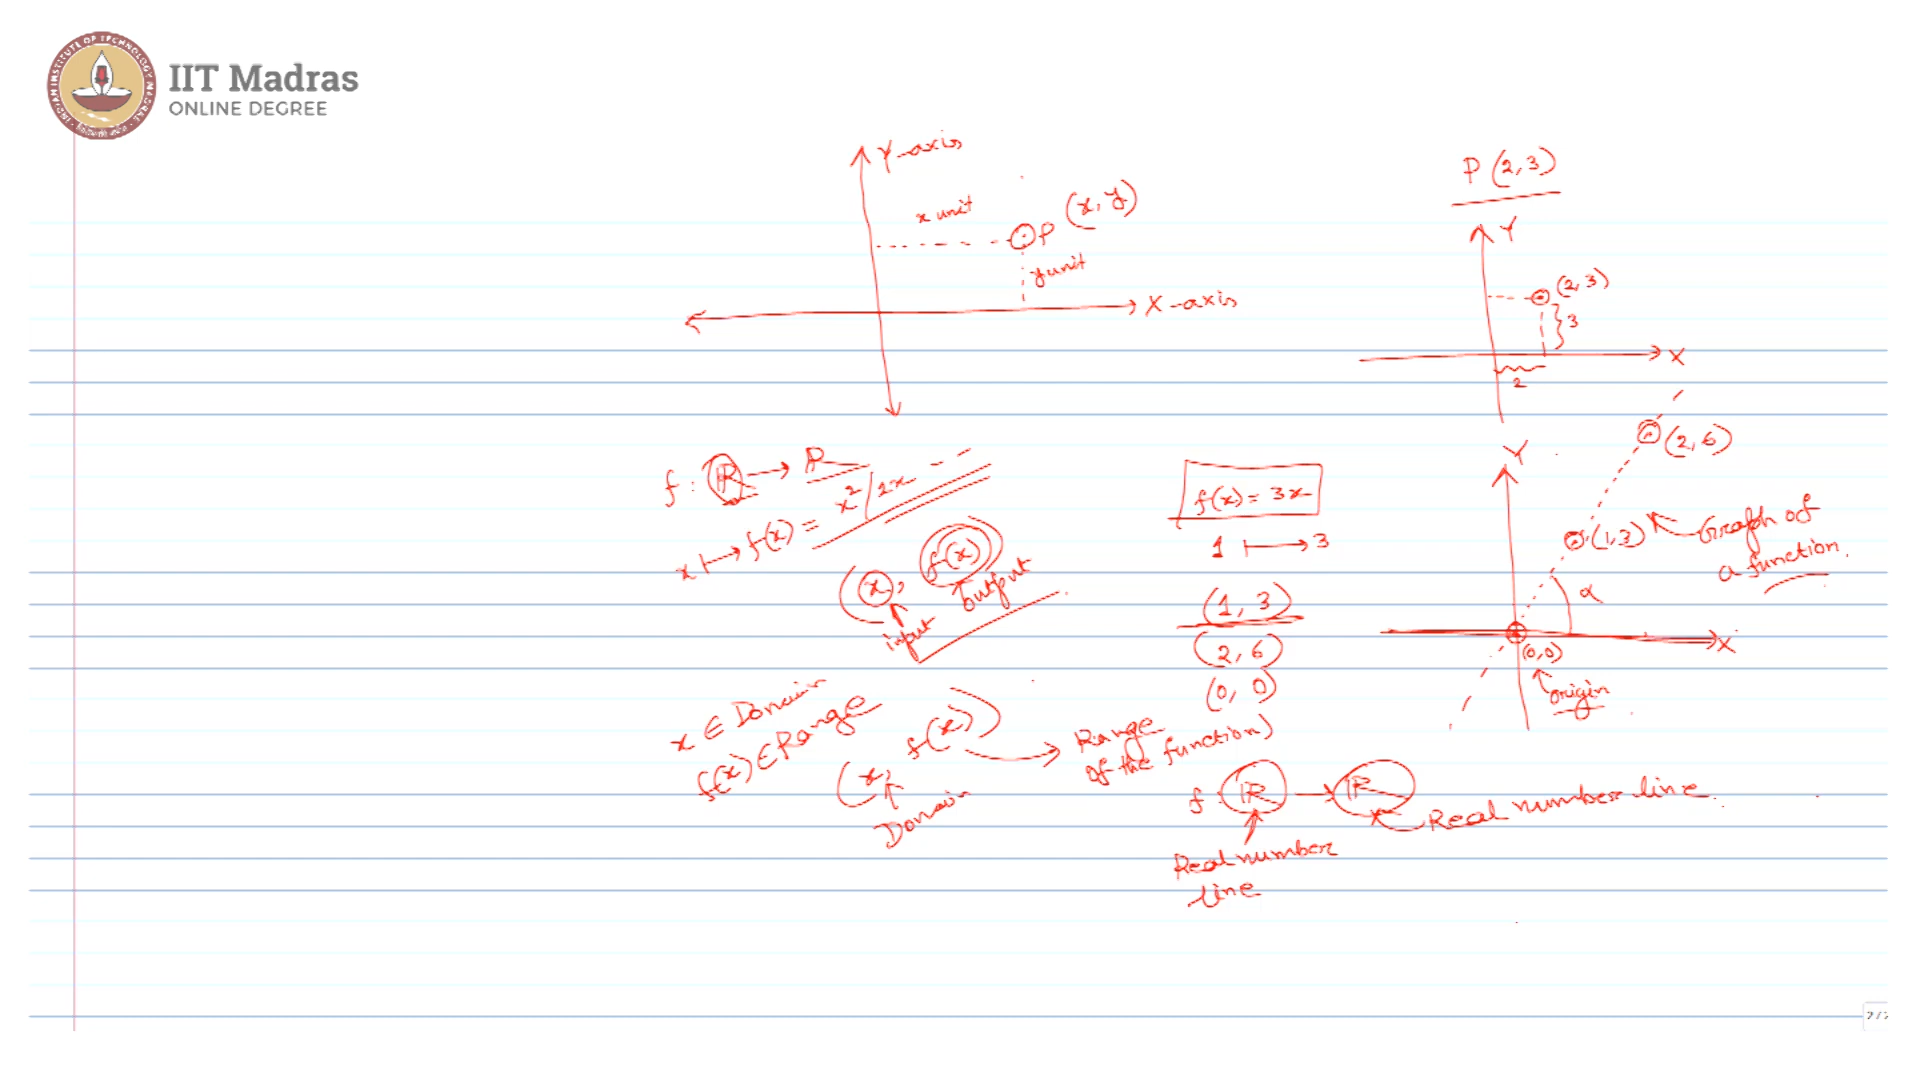 IIT Madras
ONLINE DEGREE
Y-axis
x unit
P (x, y)
y unit
X-axis
P (2, 3)
Y
(2, 3)
3
X
2
f : ℝ → ℝ
x ↦ f(x) = x² / 2x
(x, f(x))
input
output
x ∈ Domain
f(x) ∈ Range
(x, f(x))
Domain
Range
of the function)
f(x) = 3x
1 ↦ 3
(1, 3)
(2, 6)
(0, 0)
Y
(2, 6)
(1, 3)
Graph of
a function.
α
X
(0,0)
origin
f : ℝ → ℝ
Real number line
Real number
line
2/2